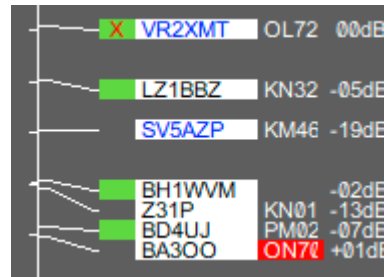 X VR2XMT OL72 00dB
LZ1BBZ KN32 -05dB
SV5AZP KM46 -19dB
BH1WVM -02dB
Z31P KN01 -13dB
BD4UJ PM02 -07dB
BA3OO ON70 +01dB